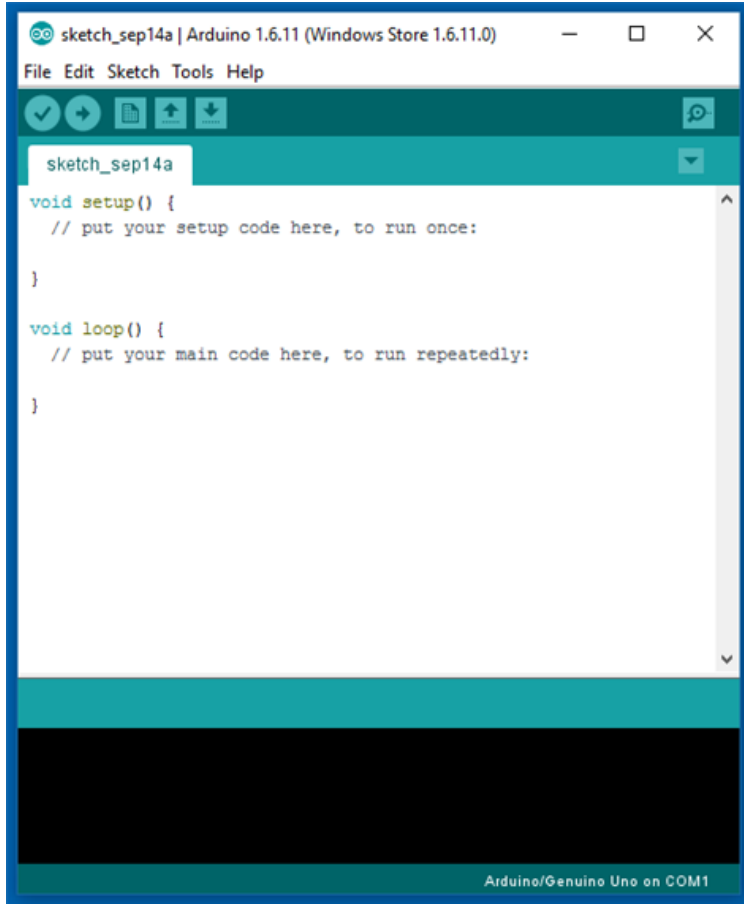 sketch_sep14a | Arduino 1.6.11 (Windows Store 1.6.11.0)
File Edit Sketch Tools Help
sketch_sep14a
void setup() {
  // put your setup code here, to run once:
}
void loop() {
  // put your main code here, to run repeatedly:
}
Arduino/Genuino Uno on COM1